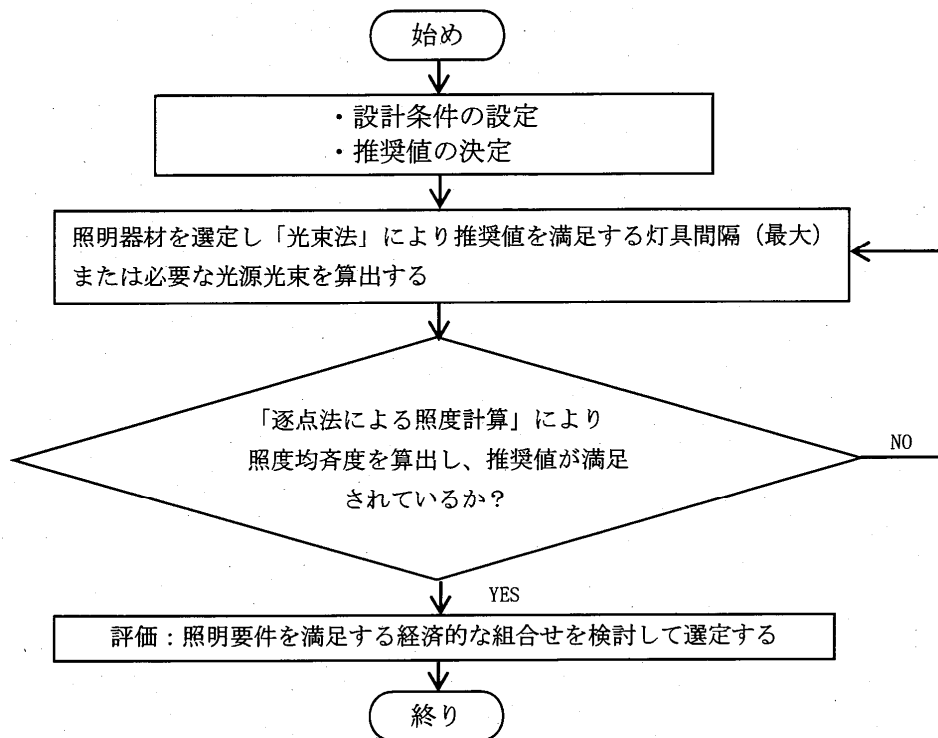 始め
・設計条件の設定
・推奨値の決定
照明器材を選定し「光束法」により推奨値を満足する灯具間隔（最大）
または必要な光源光束を算出する
「逐点法による照度計算」により
照度均斉度を算出し、推奨値が満足
されているか？
NO
YES
評価：照明要件を満足する経済的な組合せを検討して選定する
終り